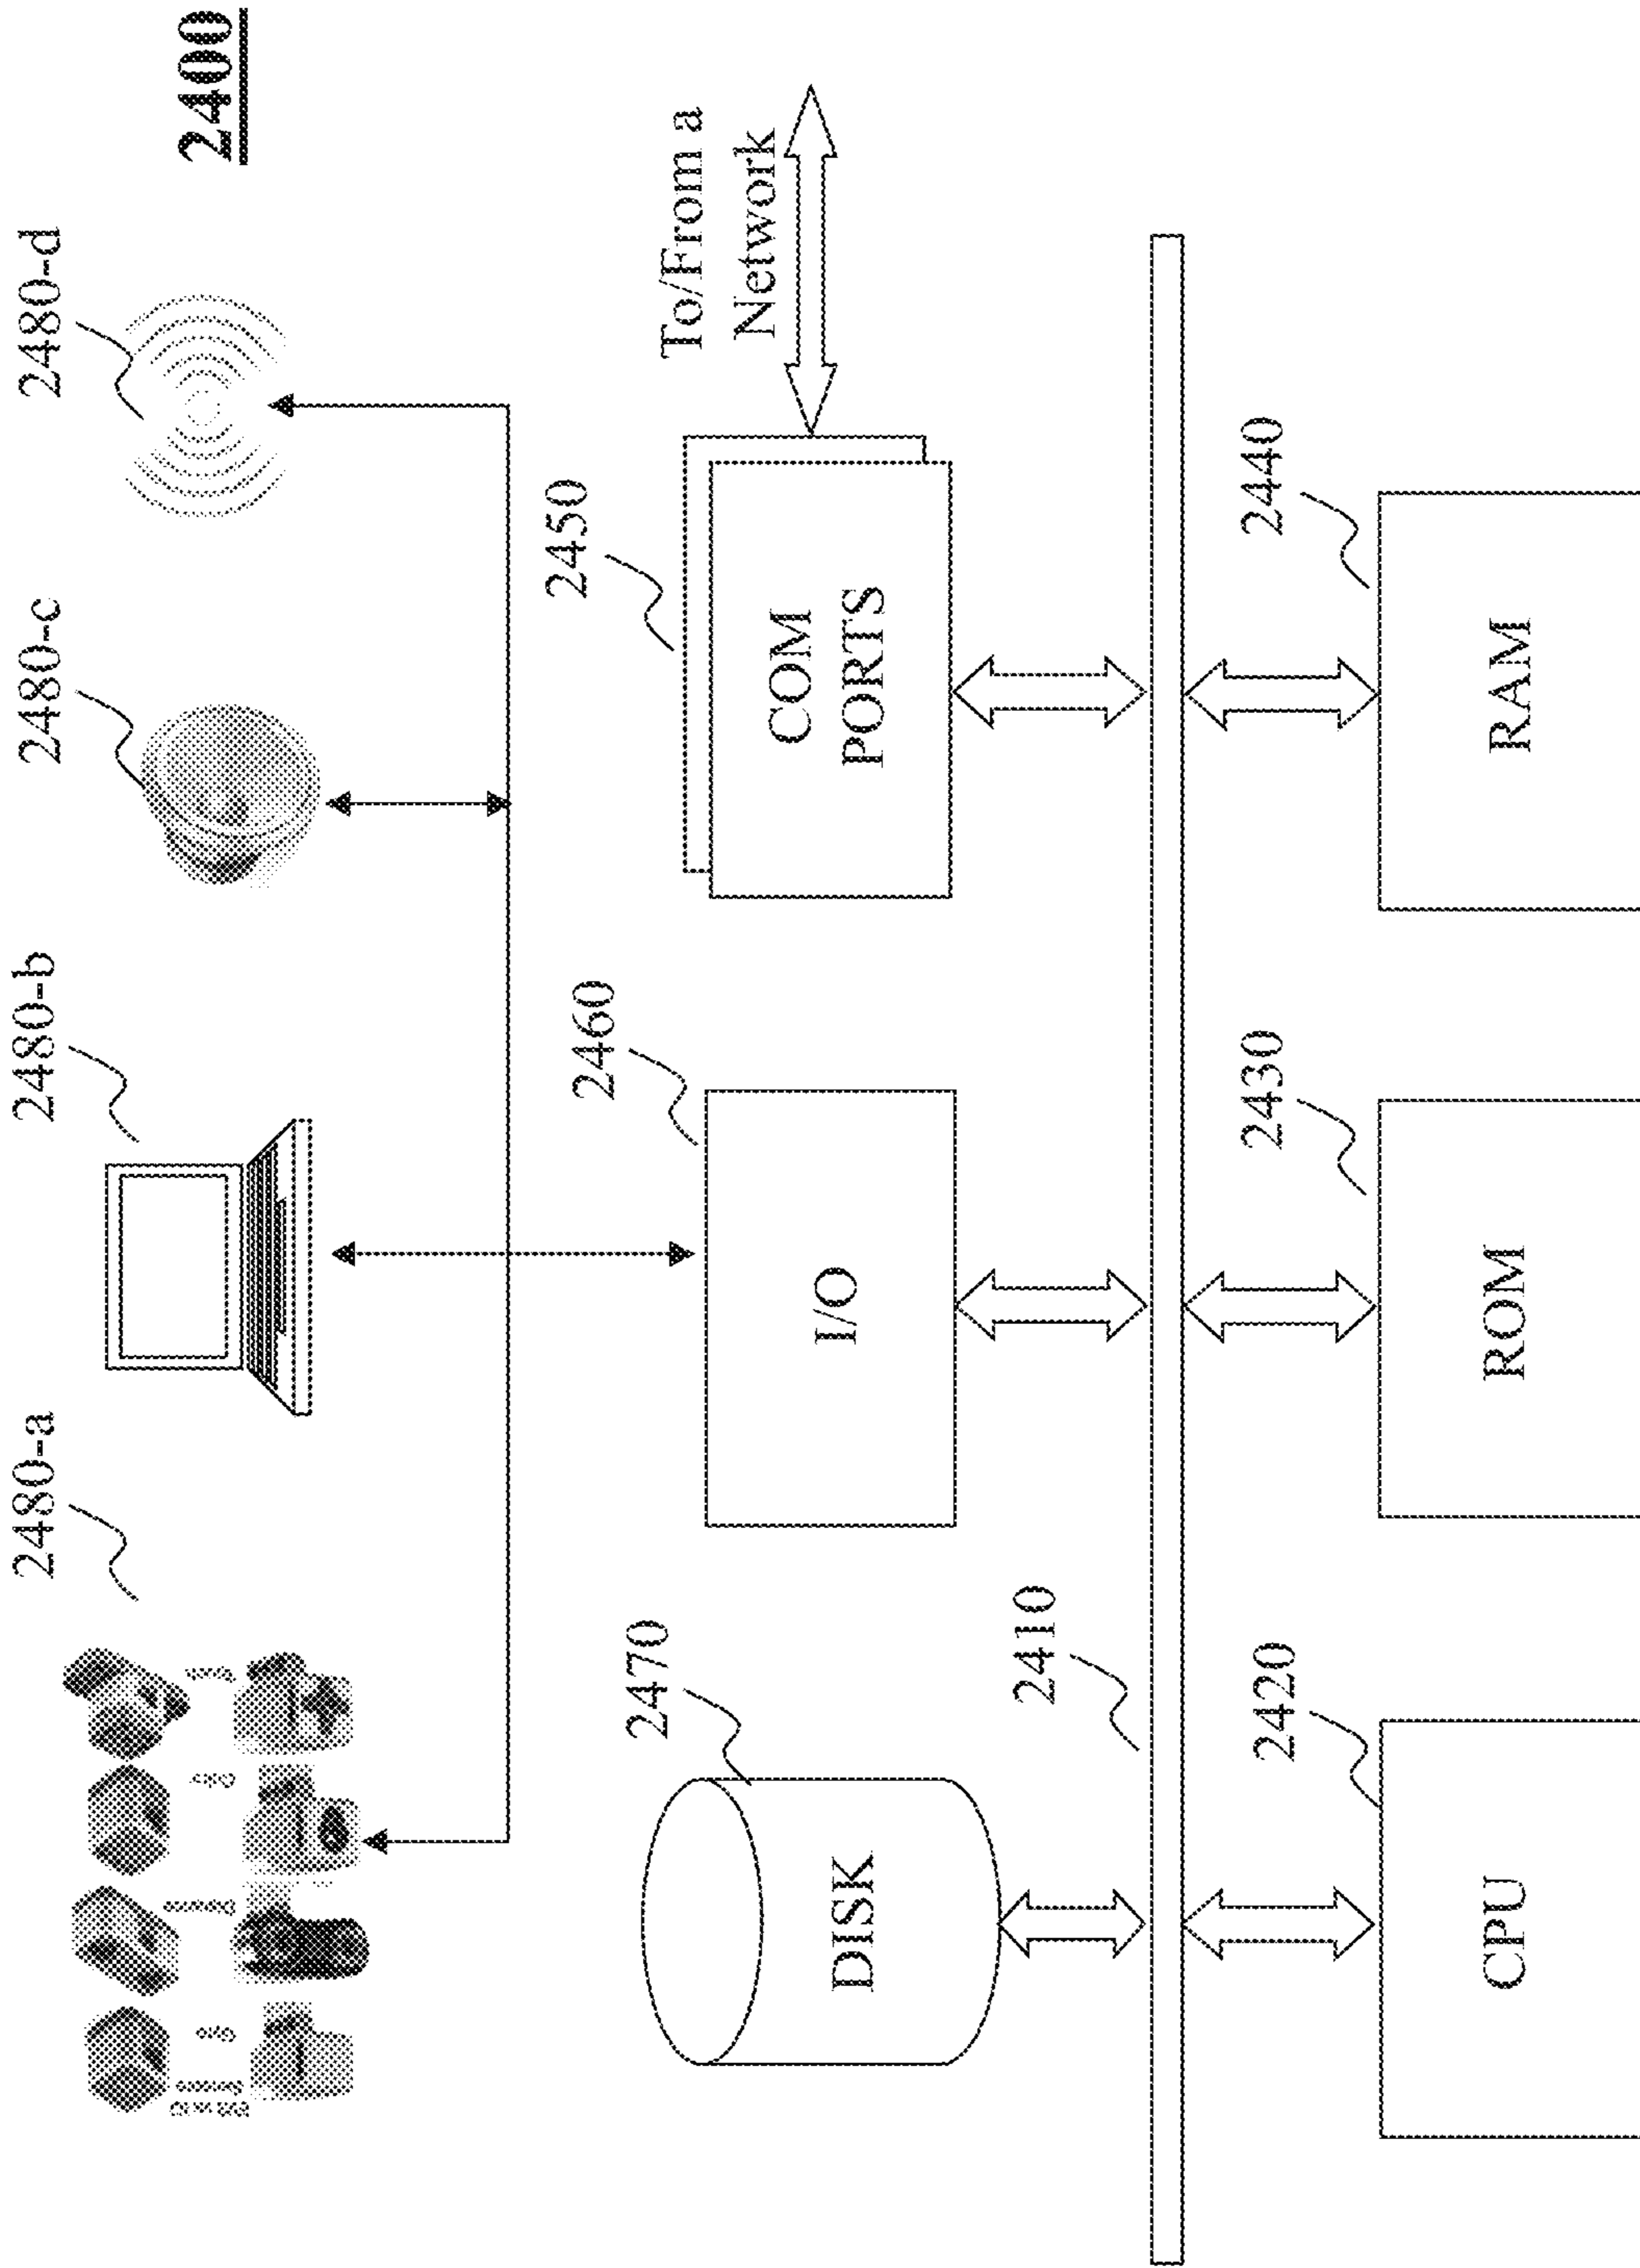 2400
2480-a
2480-b
2480-c
2480-d
2470
DISK
2460
I/O
2450
COM
PORTS
To/From a
Network
2410
2420
CPU
2430
ROM
2440
RAM